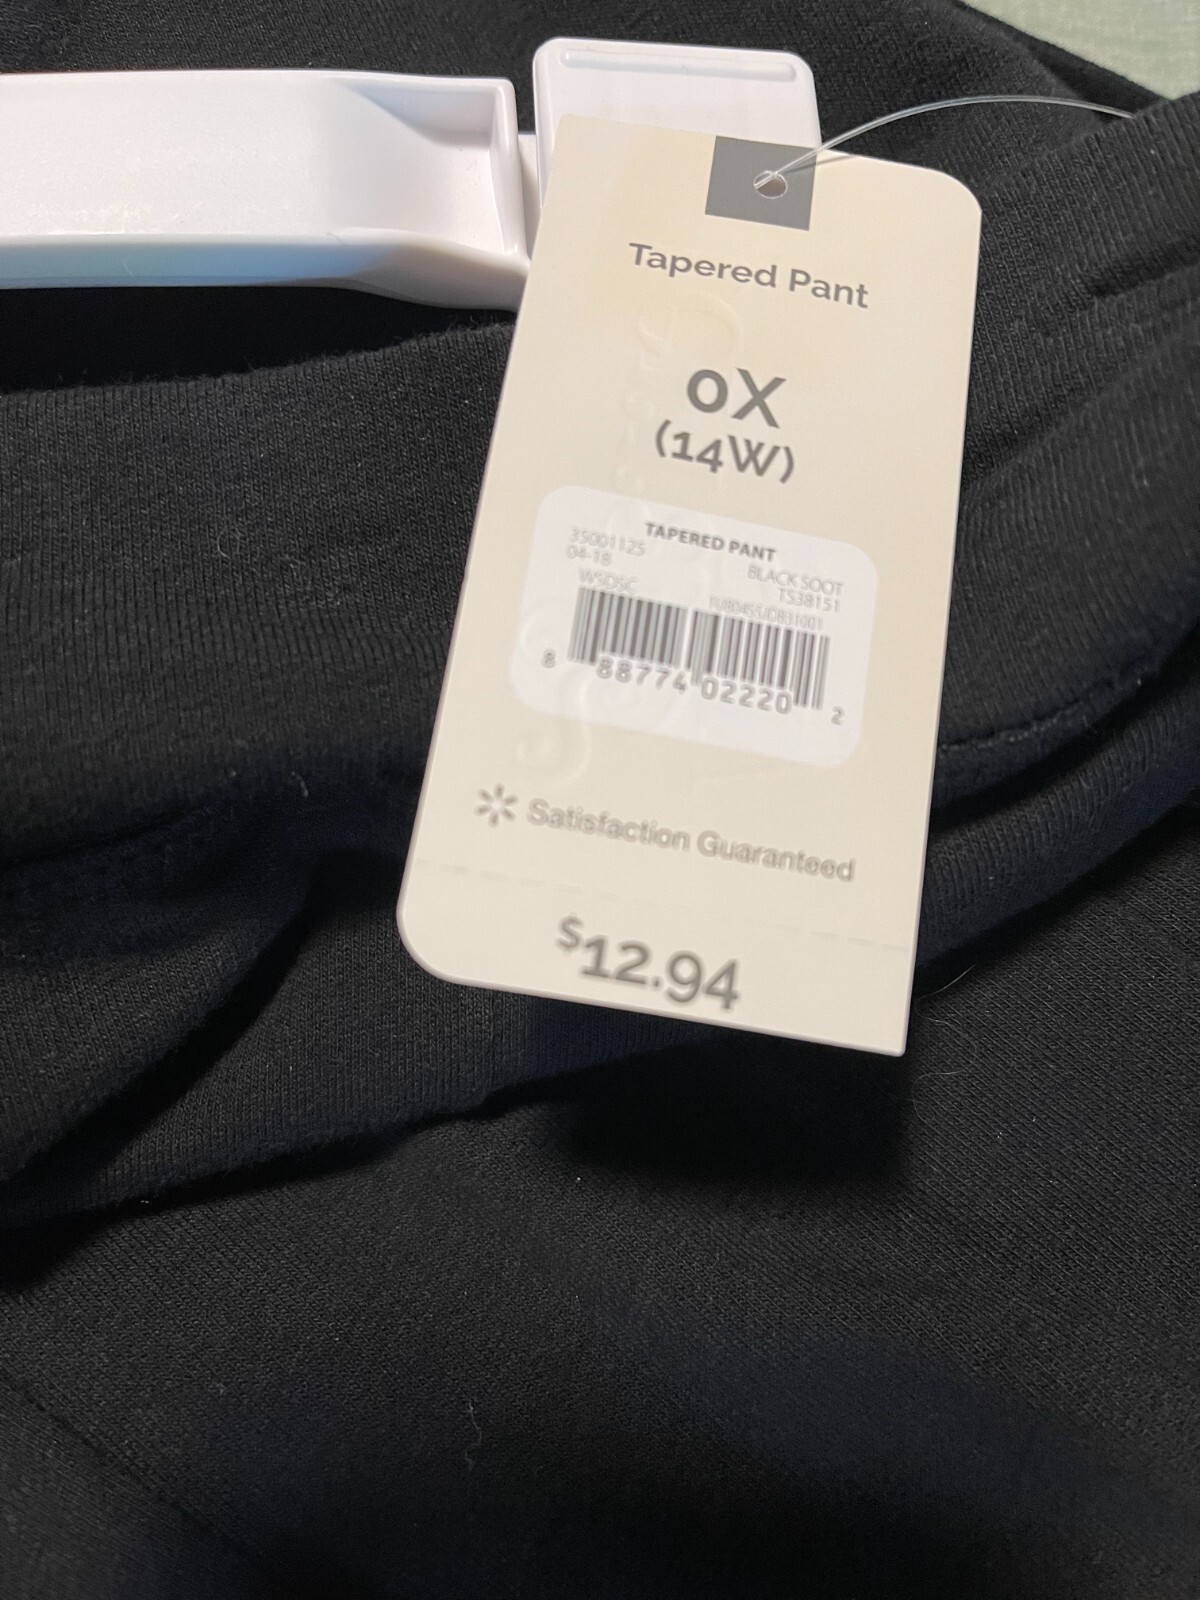 Tapered Pant
0X
(14W)
TAPERED PANT
35001125
04-18
BLACK SOOT
TS38151
WSDSC
8 88774 02220 2
Satisfaction Guaranteed
$12.94